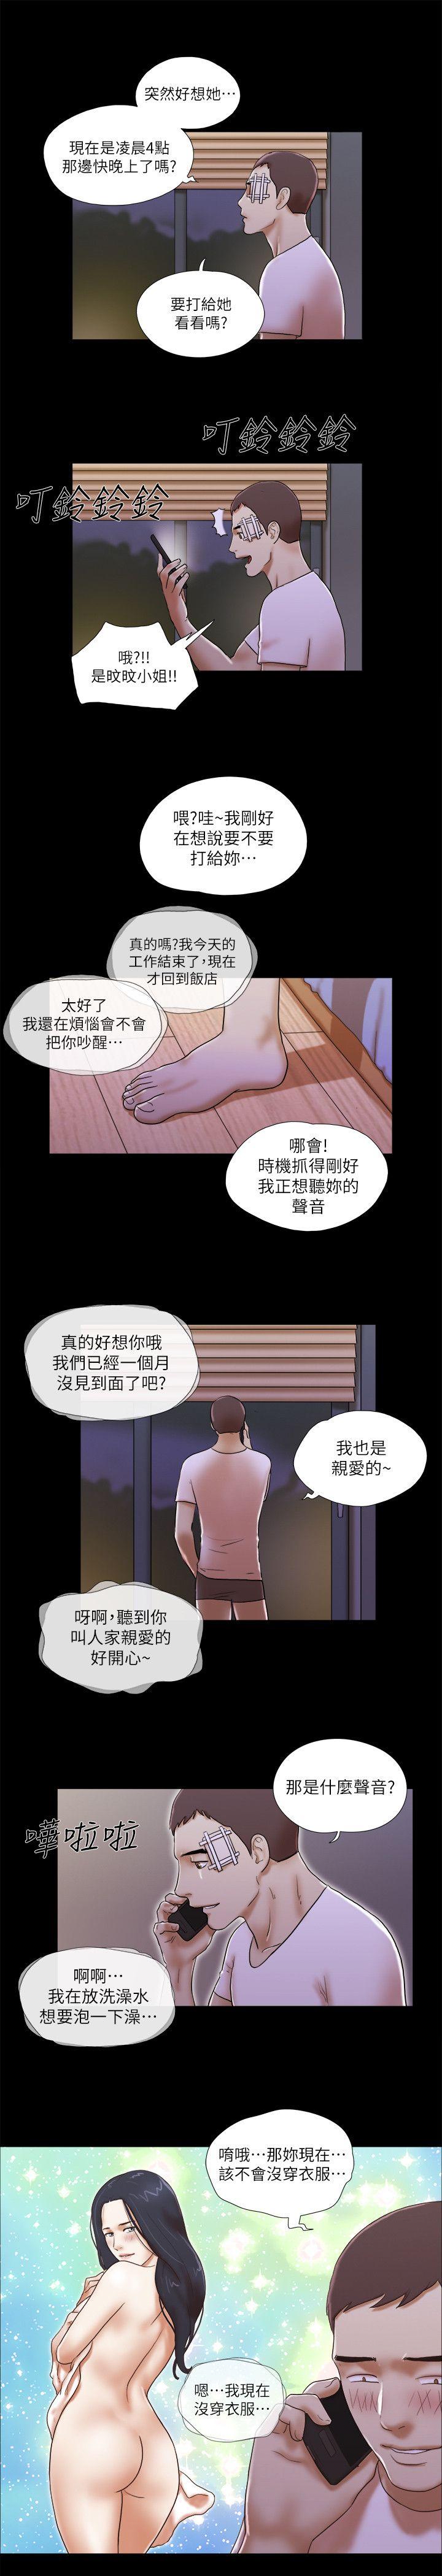 突然好想她⋯
現在是凌晨4點
那邊快晚上了嗎?
要打給她
看看嗎?
叮鈴鈴鈴
叮鈴鈴鈴
哦?!!
是旼旼小姐!!
喂?哇~我剛好
在想說要不要
打給妳⋯
真的嗎?我今天的
工作結束了,現在
才回到飯店
太好了
我還在煩惱會不會
把你吵醒⋯
哪會!
時機抓得剛好
我正想聽妳的
聲音
真的好想你哦
我們已經一個月
沒見到面了吧?
我也是
親愛的~
呀啊,聽到你
叫人家親愛的
好開心~
那是什麼聲音?
嘩啦啦
啊啊⋯
我在放洗澡水
想要泡一下澡⋯
唷哦⋯那妳現在⋯
該不會沒穿衣服⋯
嗯⋯我現在
沒穿衣服⋯